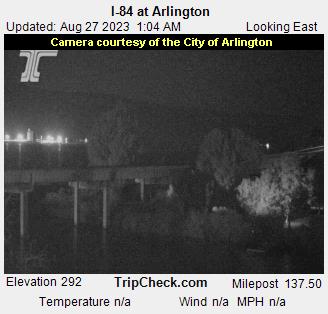 I-84 at Arlington
Updated: Aug 27 2023 1:04 AM Looking East
Camera courtesy of the City of Arlington
Elevation 292 TripCheck.com Milepost 137.50
Temperature n/a Wind n/a MPH n/a